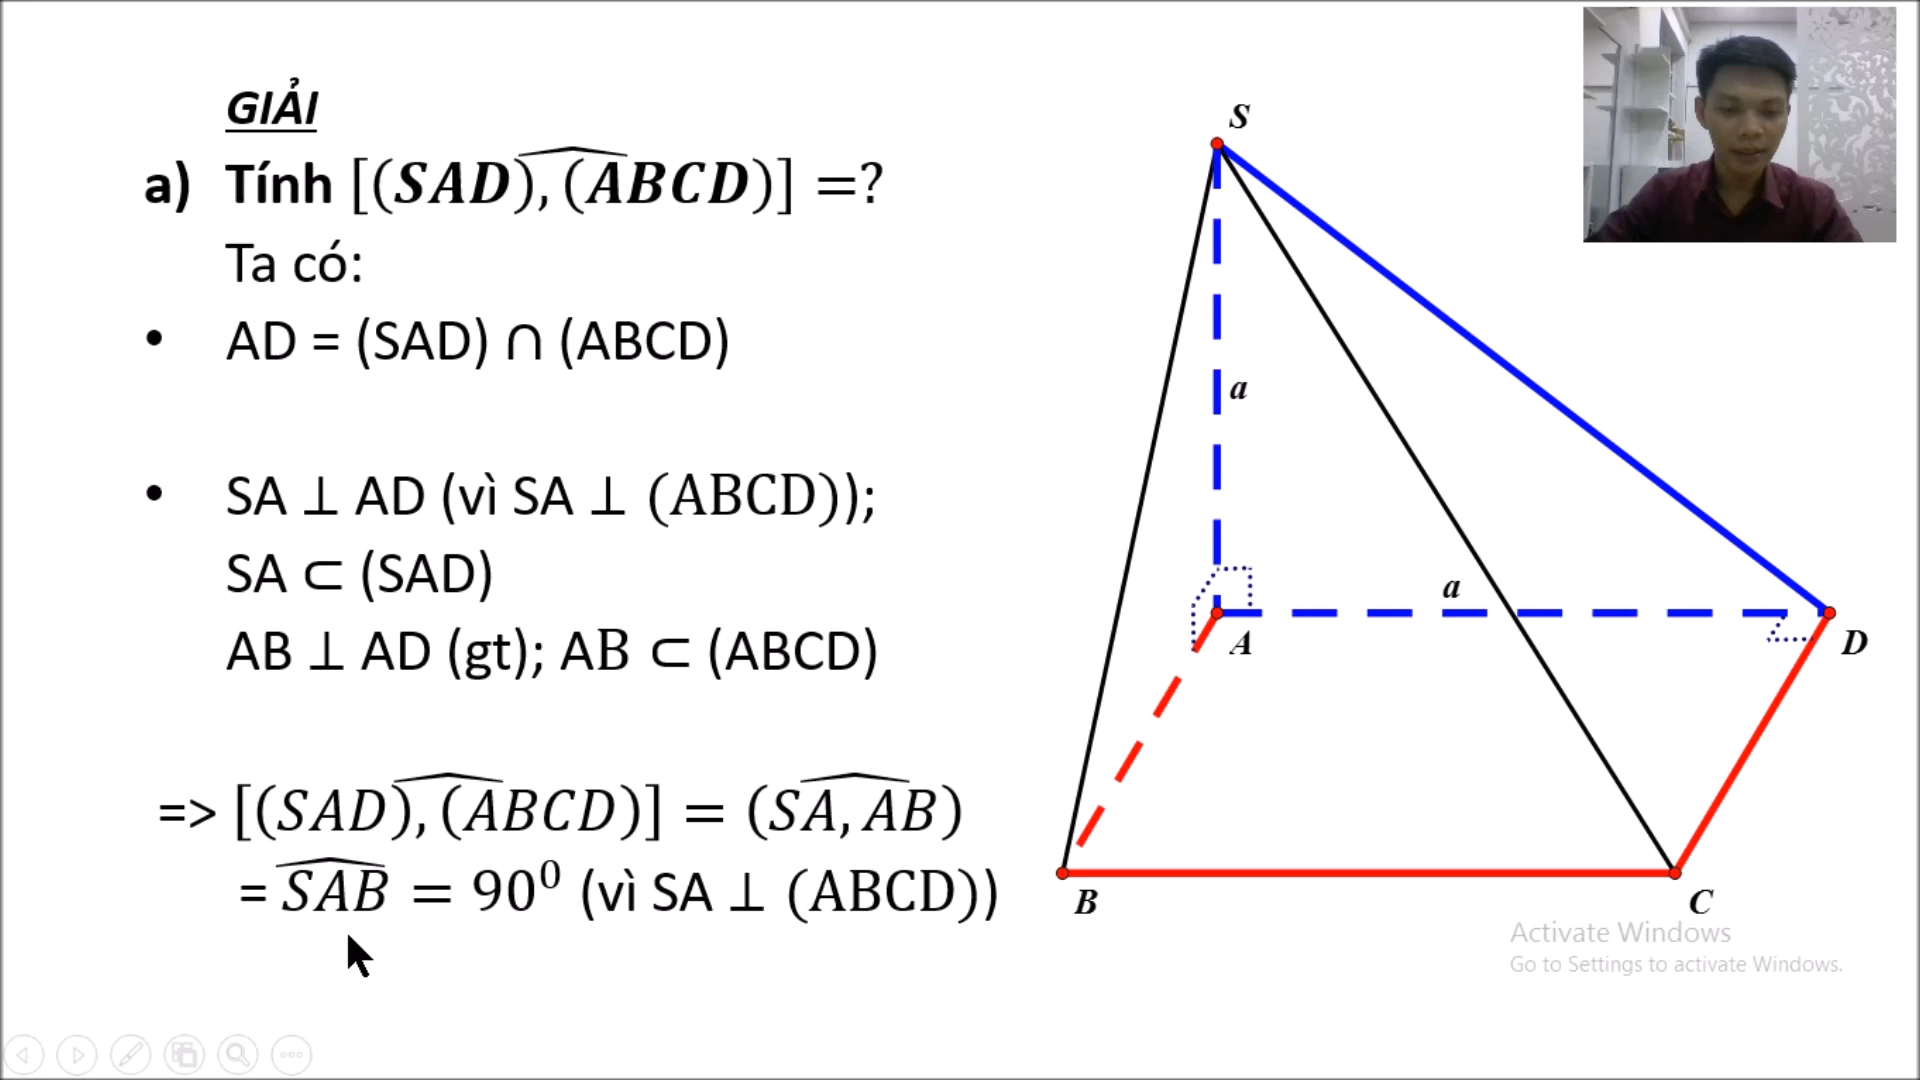 GIẢI
a) Tính [(SAD), (ABCD)] =?
Ta có:
• AD = (SAD) ∩ (ABCD)
• SA ⊥ AD (vì SA ⊥ (ABCD));
SA ⊂ (SAD)
AB ⊥ AD (gt); AB ⊂ (ABCD)
=> [(SAD), (ABCD)] = (SA, AB)
= SAB = 90⁰ (vì SA ⊥ (ABCD))
S
a
a
A
D
B
C
Activate Windows
Go to Settings to activate Windows.